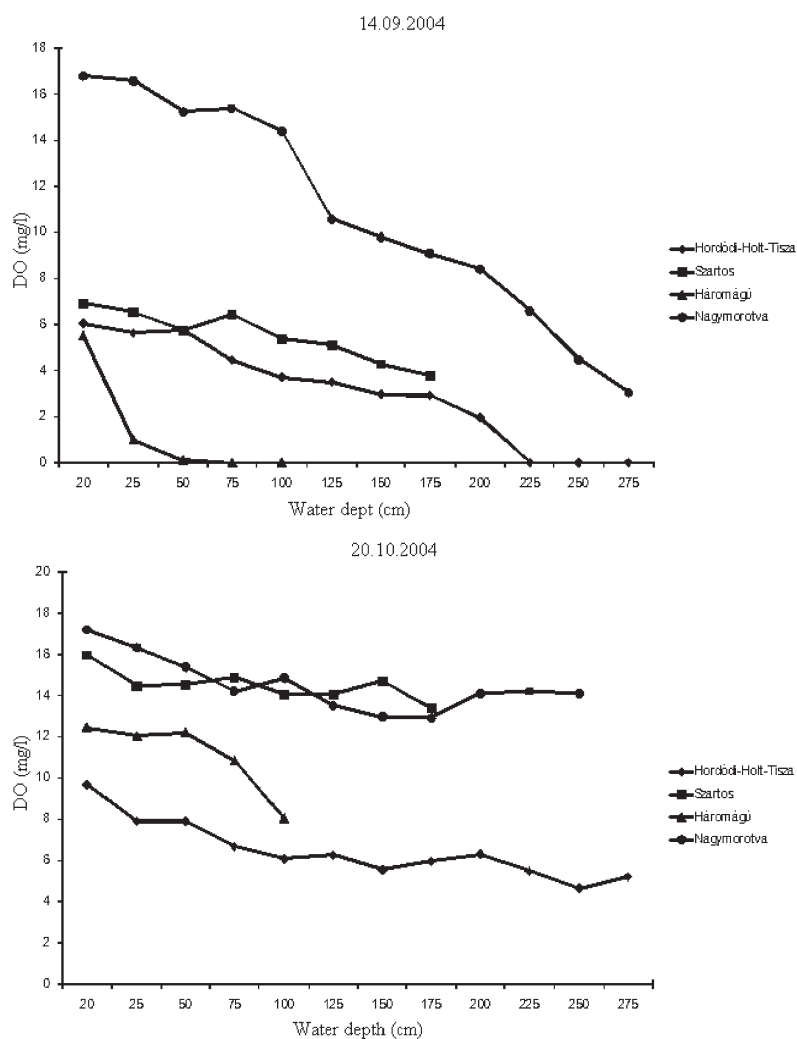 14.09.2004
18
16
14
12
10
8
6
4
2
0
DO (mg/l)
20 25 50 75 100 125 150 175 200 225 250 275
Water dept (cm)
Hordódi-Holt-Tisza
Szartos
Háromágú
Nagymorotva
20.10.2004
20
18
16
14
12
10
8
6
4
2
0
DO (mg/l)
20 25 50 75 100 125 150 175 200 225 250 275
Water depth (cm)
Hordódi-Holt-Tisza
Szartos
Háromágú
Nagymorotva